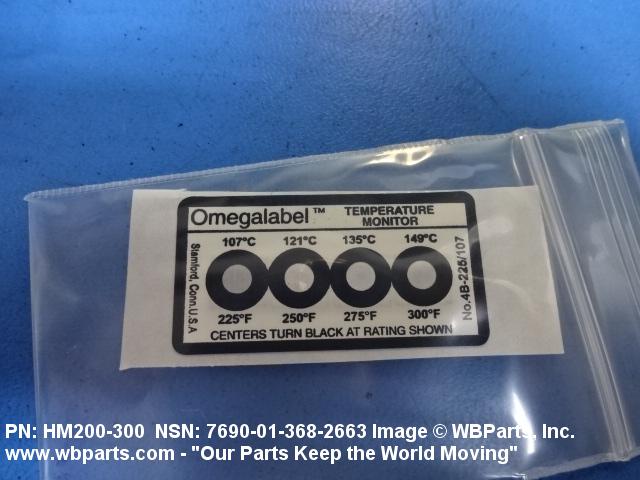 Omegalabel™ TEMPERATURE MONITOR
107°C 121°C 135°C 149°C
Stamford, Conn. U.S.A
No.4B-225/107
225°F 250°F 275°F 300°F
CENTERS TURN BLACK AT RATING SHOWN
PN: HM200-300 NSN: 7690-01-368-2663 Image © WBParts, Inc.
www.wbparts.com - "Our Parts Keep the World Moving"